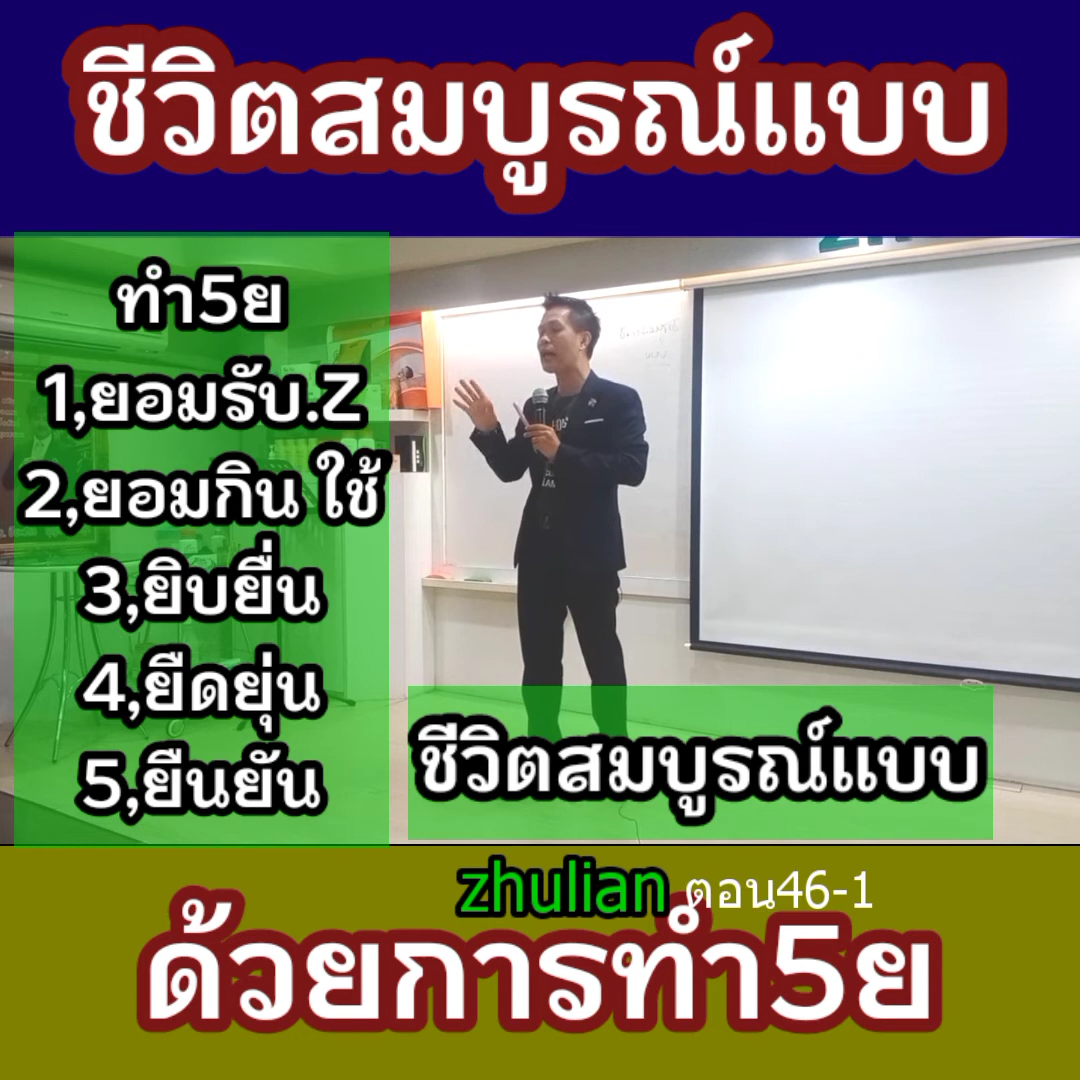 ชีวิตสมบูรณ์แบบ
ทำ5ย
1,ยอมรับ.Z
2,ยอมกิน ใช้
3,ยิบยื่น
4,ยืดยุ่น
5,ยืนยัน
ชีวิตสมบูรณ์แบบ
zhulian ตอน46-1
ด้วยการทำ5ย